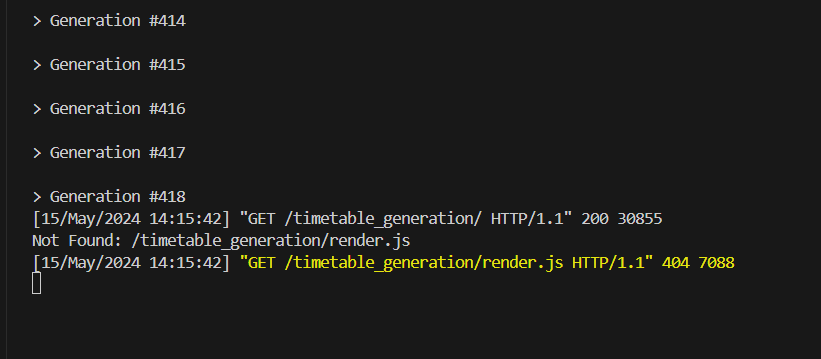 > Generation #414
> Generation #415
> Generation #416
> Generation #417
> Generation #418
[15/May/2024 14:15:42] "GET /timetable_generation/ HTTP/1.1" 200 30855
Not Found: /timetable_generation/render.js
[15/May/2024 14:15:42] "GET /timetable_generation/render.js HTTP/1.1" 404 7088